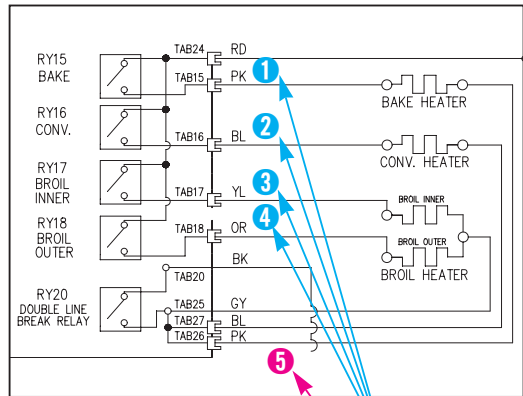 RY15
BAKE
TAB24 RD
TAB15 PK
1
BAKE HEATER
RY16
CONV.
TAB16 BL
2
CONV. HEATER
RY17
BROIL
INNER
TAB17 YL
3
BROIL INNER
RY18
BROIL
OUTER
TAB18 OR
4
BROIL OUTER
BROIL HEATER
BK
TAB20
RY20
DOUBLE LINE
BREAK RELAY
TAB25 GY
TAB27 BL
TAB26 PK
5